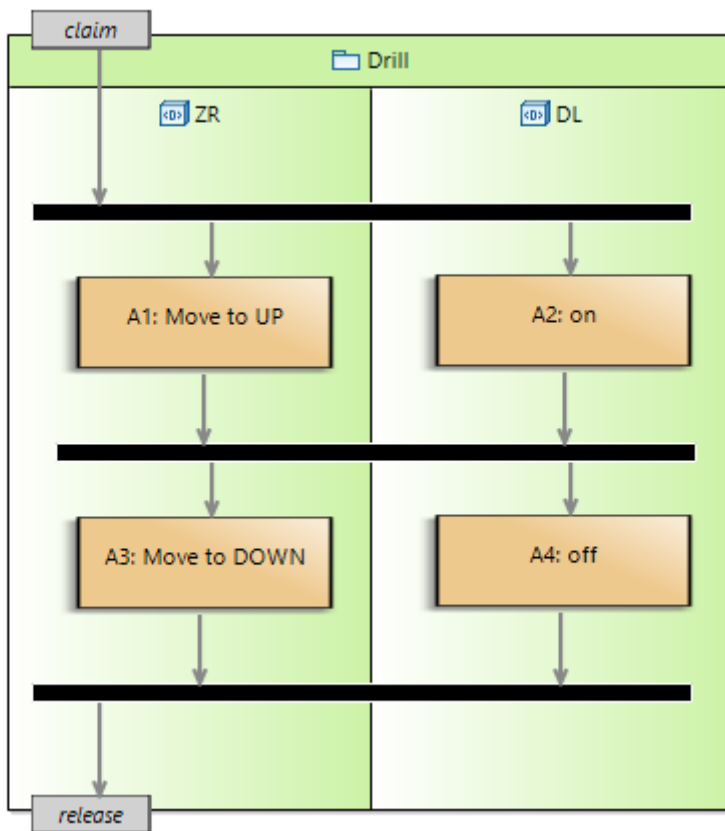 claim
Drill
<D> ZR
<D> DL
A1: Move to UP
A2: on
A3: Move to DOWN
A4: off
release